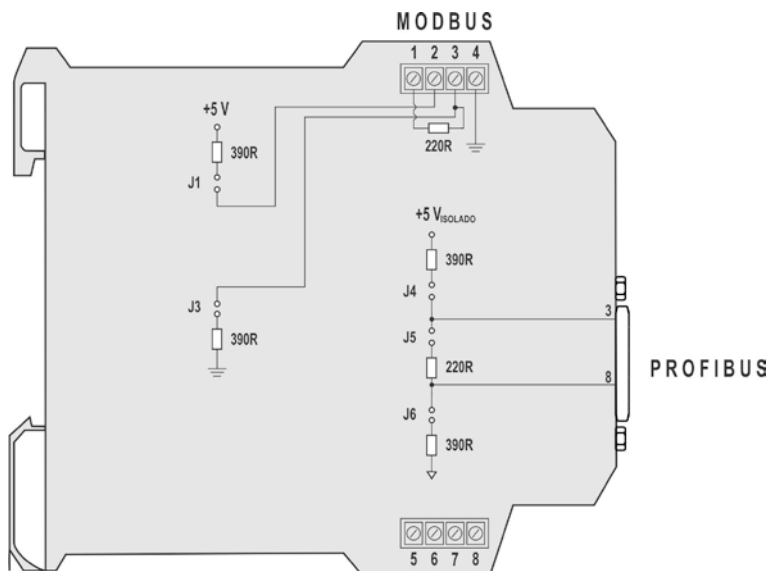 MODBUS
1 2 3 4
+5 V
390R
J1
220R
+5 VISOLADO
390R
J4
J3
390R
3
J5
220R
8
PROFIBUS
J6
390R
5 6 7 8